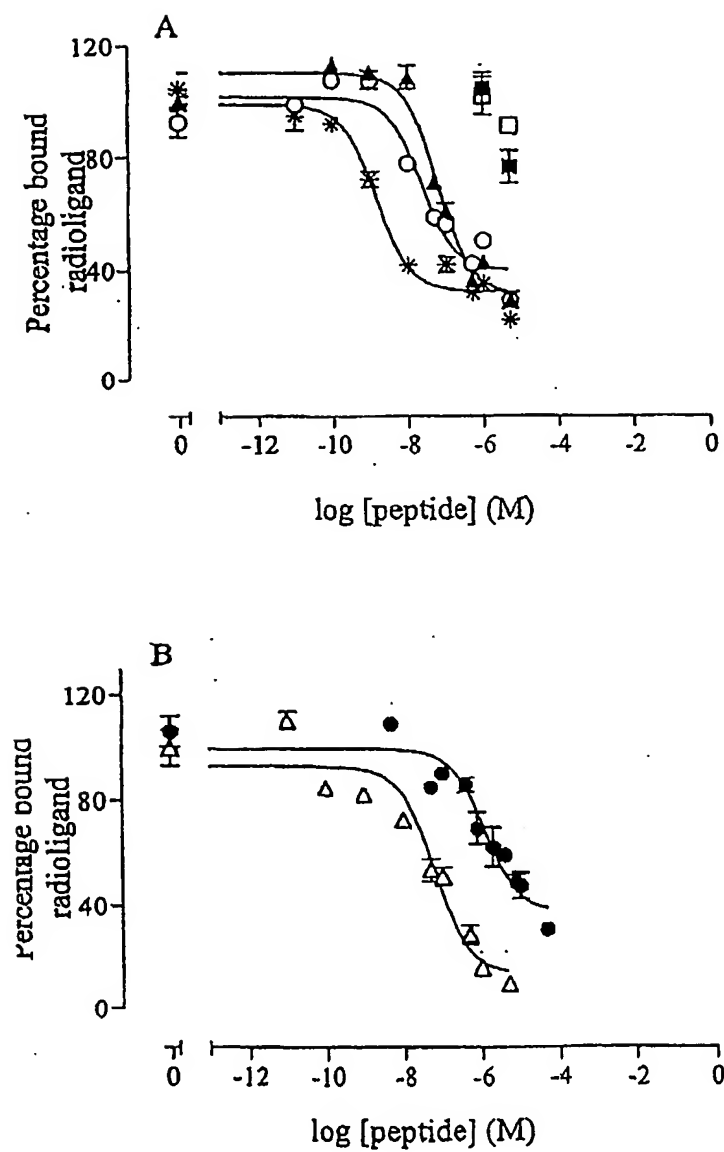 A
120
80
40
0
Percentage bound
radioligand
0 -12 -10 -8 -6 -4 -2 0
log [peptide] (M)
B
120
80
40
0
Percentage bound
radioligand
0 -12 -10 -8 -6 -4 -2 0
log [peptide] (M)